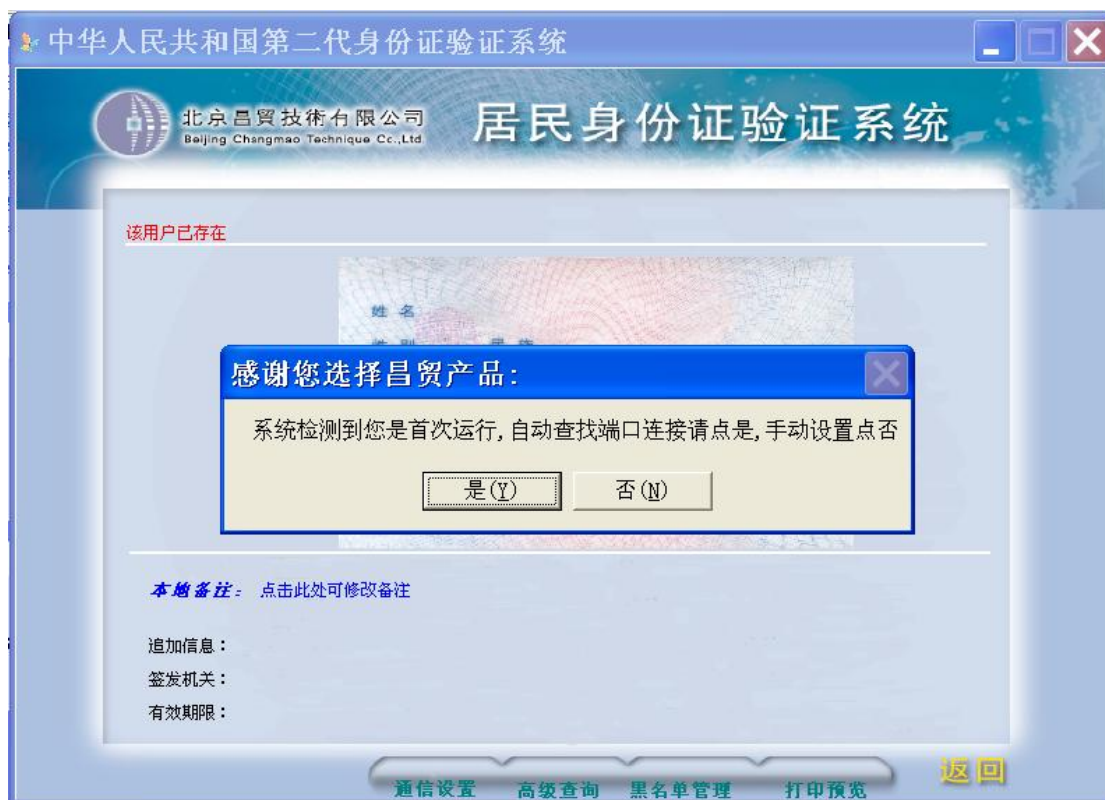 中华人民共和国第二代身份证验证系统
北京昌貿技術有限公司
Beijing Changmao Technique Co.,Ltd
居民身份证验证系统
该用户已存在
姓 名
性 别 民 族
感谢您选择昌贸产品:
系统检测到您是首次运行,自动查找端口连接请点是,手动设置点否
是(Y) 否(N)
本地备注: 点击此处可修改备注
追加信息:
签发机关:
有效期限:
通信设置 高级查询 黑名单管理 打印预览 返回